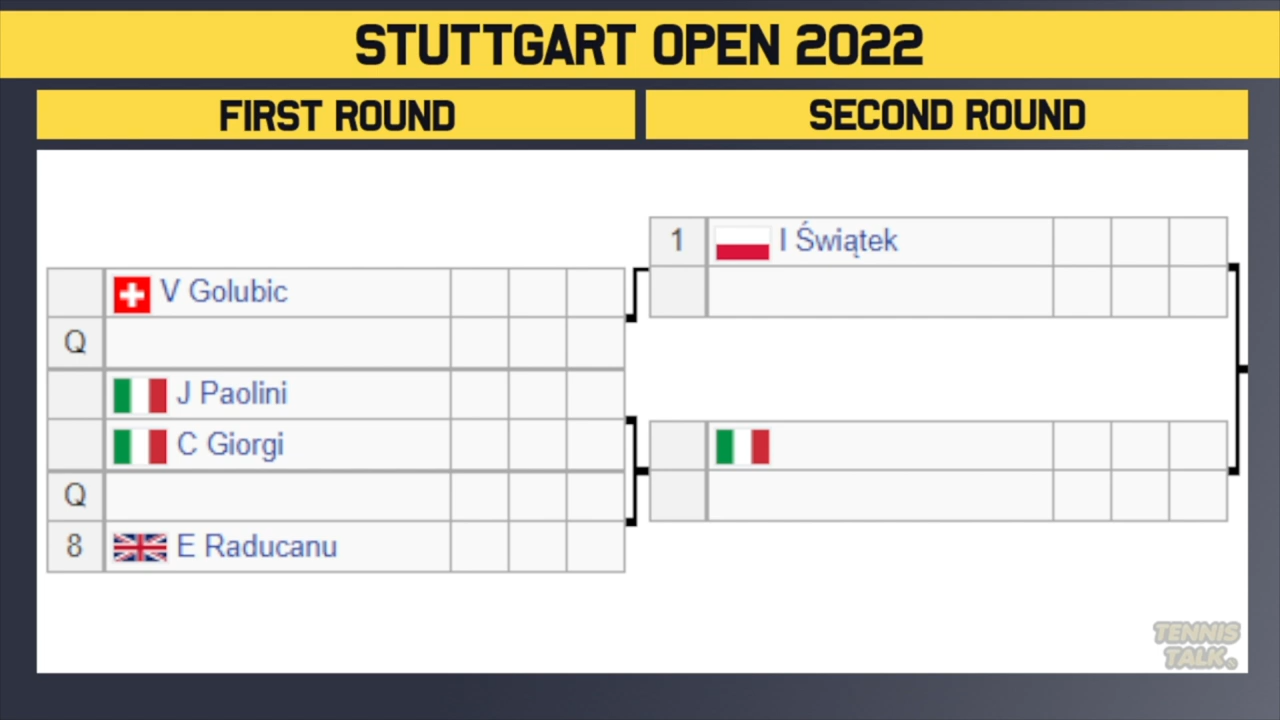 STUTTGART OPEN 2022
FIRST ROUND
SECOND ROUND
1 I Świątek
V Golubic
Q
J Paolini
C Giorgi
Q
8 E Raducanu
TENNIS
TALK